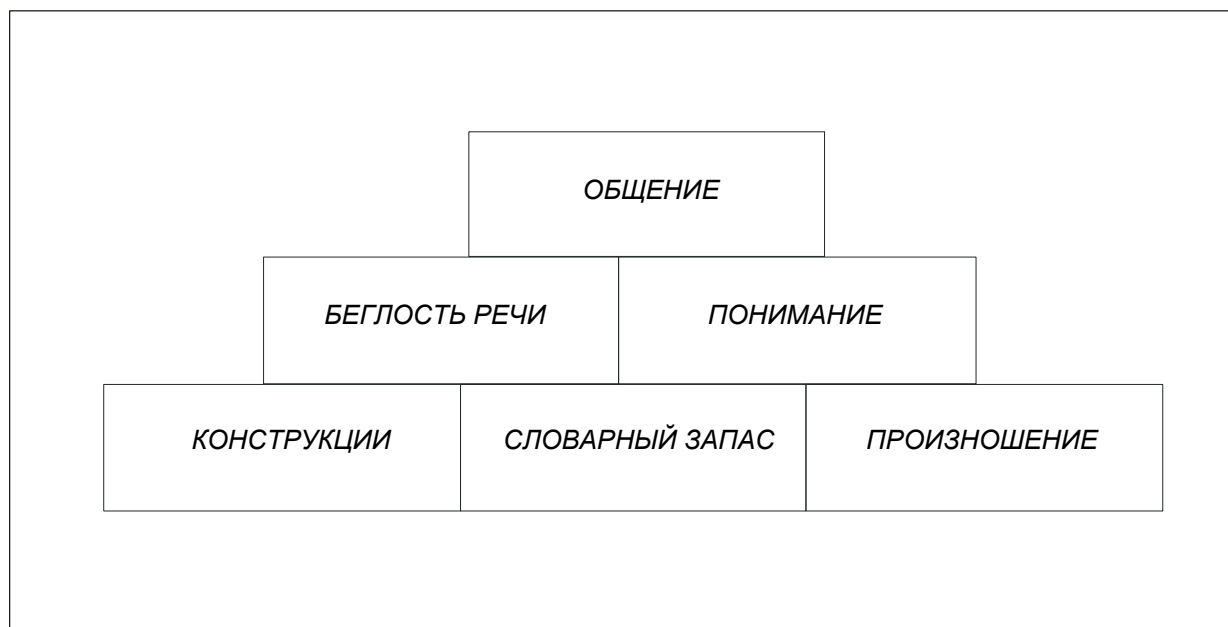 ОБЩЕНИЕ
БЕГЛОСТЬ РЕЧИ ПОНИМАНИЕ
КОНСТРУКЦИИ СЛОВАРНЫЙ ЗАПАС ПРОИЗНОШЕНИЕ